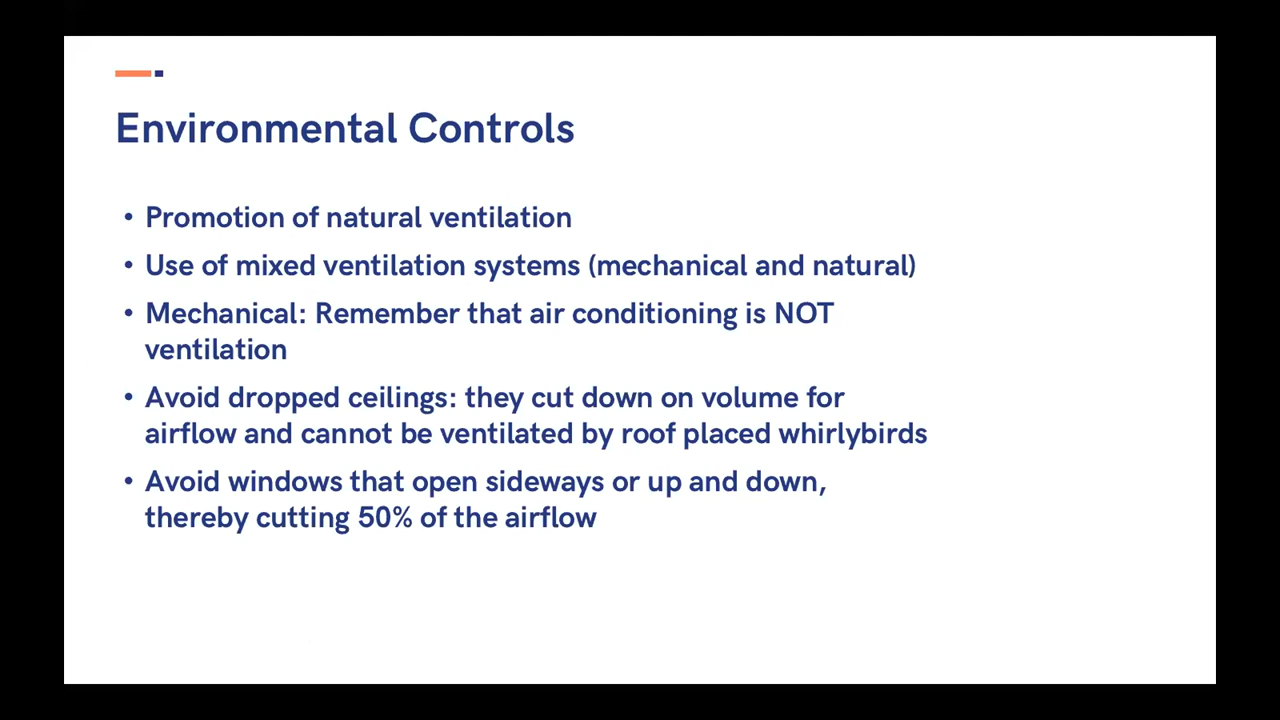 Environmental Controls
• Promotion of natural ventilation
• Use of mixed ventilation systems (mechanical and natural)
• Mechanical: Remember that air conditioning is NOT
ventilation
• Avoid dropped ceilings: they cut down on volume for
airflow and cannot be ventilated by roof placed whirlybirds
• Avoid windows that open sideways or up and down,
thereby cutting 50% of the airflow